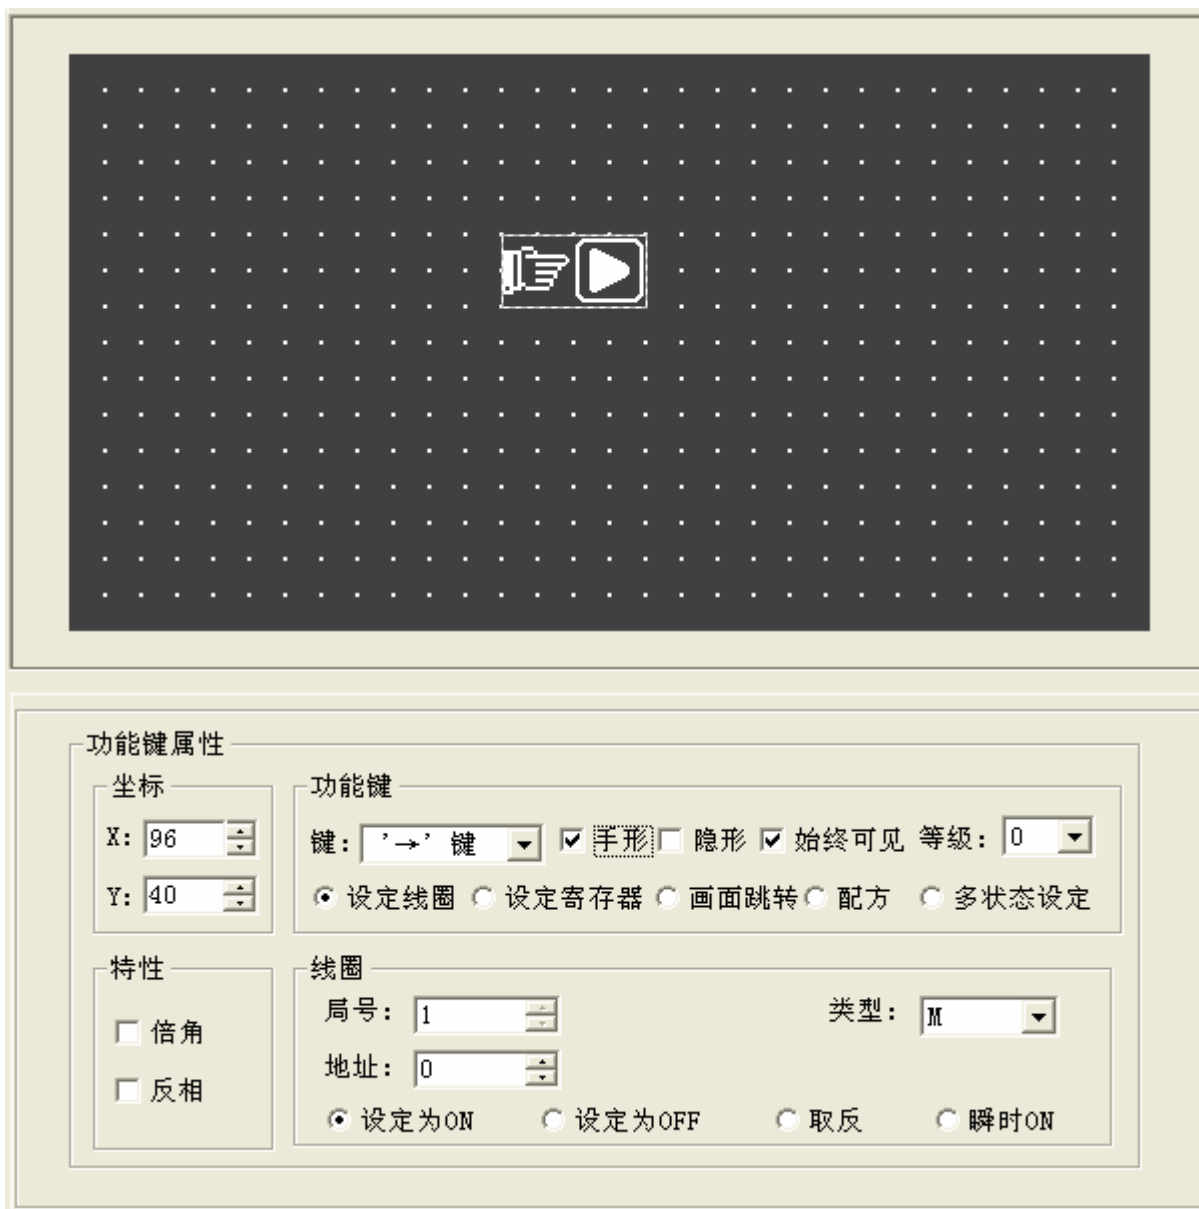 功能键属性
坐标
X: 96
Y: 40
功能键
键: '→' 键 手形 隐形 始终可见 等级: 0
设定线圈 设定寄存器 画面跳转 配方 多状态设定
特性
倍角
反相
线圈
局号: 1 类型: M
地址: 0
设定为ON 设定为OFF 取反 瞬时ON